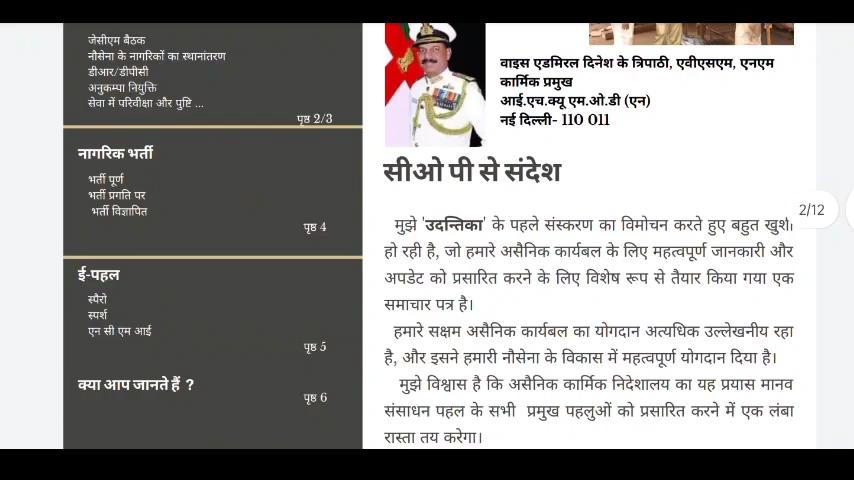 जेसीएम बैठक
नौसेना के नागरिकों का स्थानांतरण
डीआर/डीपीसी
अनुकम्पा नियुक्ति
सेवा में परिवीक्षा और पुष्टि ...
पृष्ठ 2/3
नागरिक भर्ती
भर्ती पूर्ण
भर्ती प्रगति पर
भर्ती विज्ञापित
पृष्ठ 4
ई-पहल
स्पैरो
स्पर्श
एन सी एम आई
पृष्ठ 5
क्या आप जानते हैं ?
पृष्ठ 6
वाइस एडमिरल दिनेश के त्रिपाठी, एवीएसएम, एनएम
कार्मिक प्रमुख
आई.एच.क्यू एम.ओ.डी (एन)
नई दिल्ली- 110 011
सीओ पी से संदेश
मुझे 'उदन्तिका' के पहले संस्करण का विमोचन करते हुए बहुत खुशी
हो रही है, जो हमारे असैनिक कार्यबल के लिए महत्वपूर्ण जानकारी और
अपडेट को प्रसारित करने के लिए विशेष रूप से तैयार किया गया एक
समाचार पत्र है।
हमारे सक्षम असैनिक कार्यबल का योगदान अत्यधिक उल्लेखनीय रहा
है, और इसने हमारी नौसेना के विकास में महत्वपूर्ण योगदान दिया है।
मुझे विश्वास है कि असैनिक कार्मिक निदेशालय का यह प्रयास मानव
संसाधन पहल के सभी प्रमुख पहलुओं को प्रसारित करने में एक लंबा
रास्ता तय करेगा।
2/12